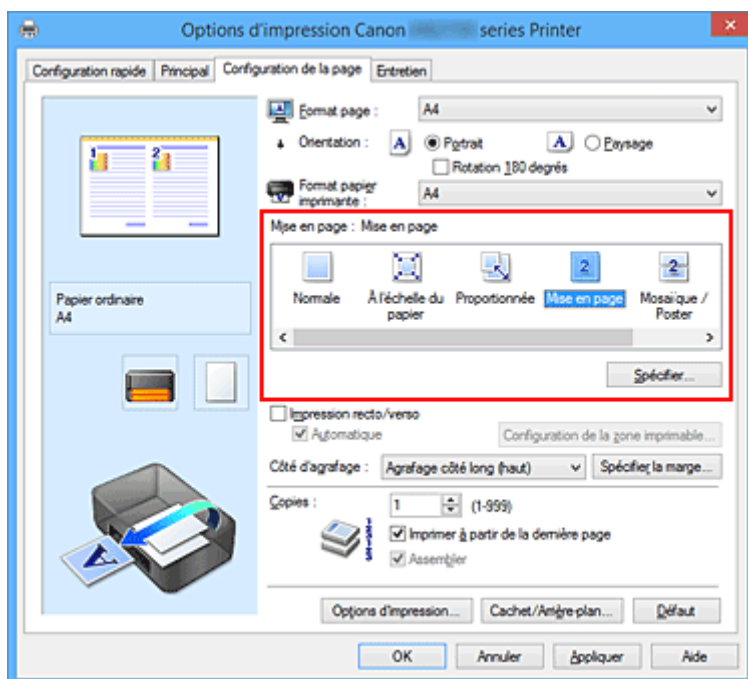 Options d'impression Canon series Printer
Configuration rapide Principal Configuration de la page Entretien
Format page : A4
Orientation : A Portrait A Paysage
Rotation 180 degrés
Format papier imprimante : A4
Mise en page : Mise en page
Normale À l'échelle du papier Proportionnée Mise en page Mosaïque / Poster
Spécifier...
1 2
Papier ordinaire
A4
Impression recto/verso
Automatique Configuration de la zone imprimable...
Côté d'agrafage : Agrafage côté long (haut) Spécifier la marge...
Copies : 1 (1-999)
Imprimer à partir de la dernière page
Assembler
Options d'impression... Cachet/Arrière-plan... Défaut
OK Annuler Appliquer Aide